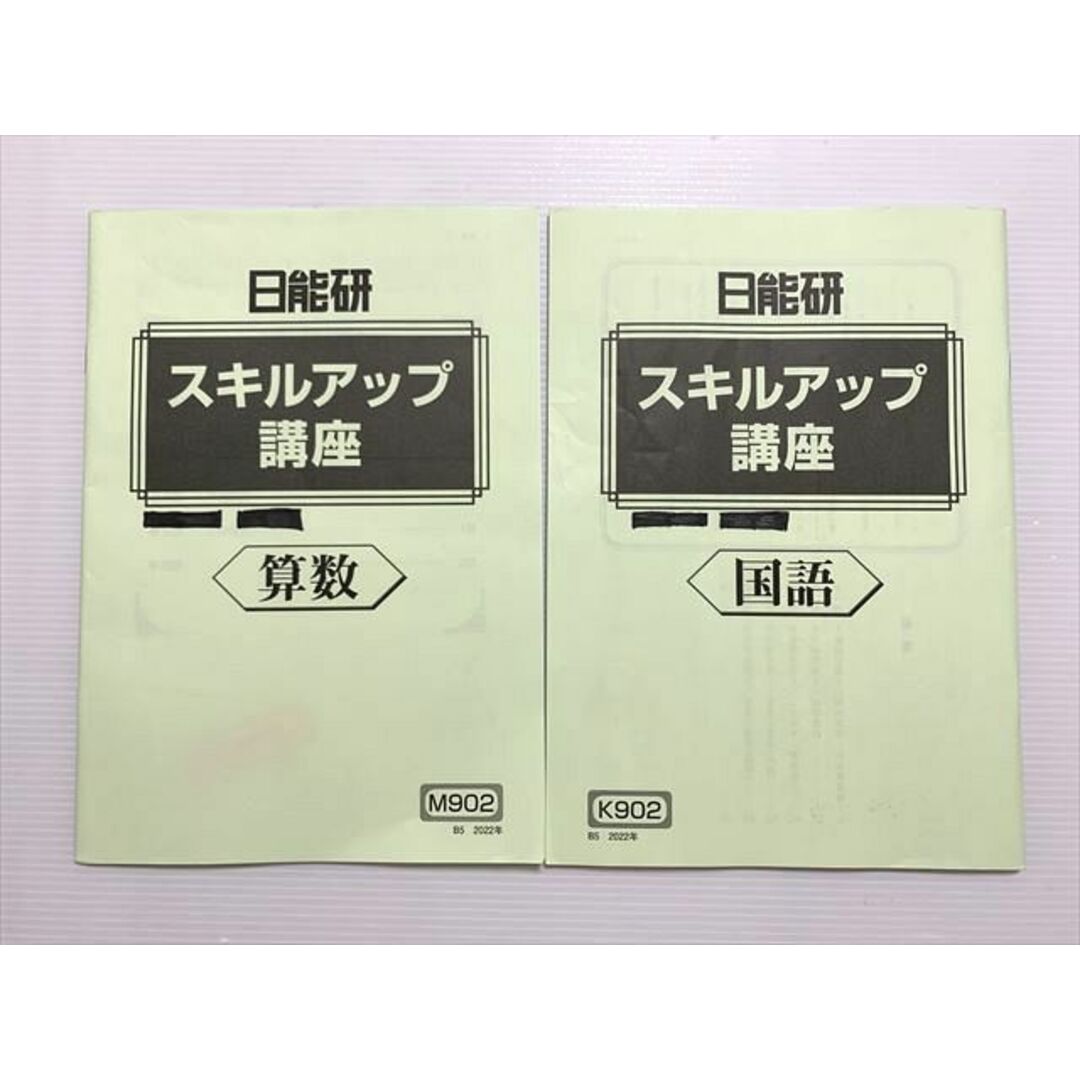 日能研
スキルアップ
講座
算数
M902
B5 2022年
日能研
スキルアップ
講座
国語
K902
B5 2022年